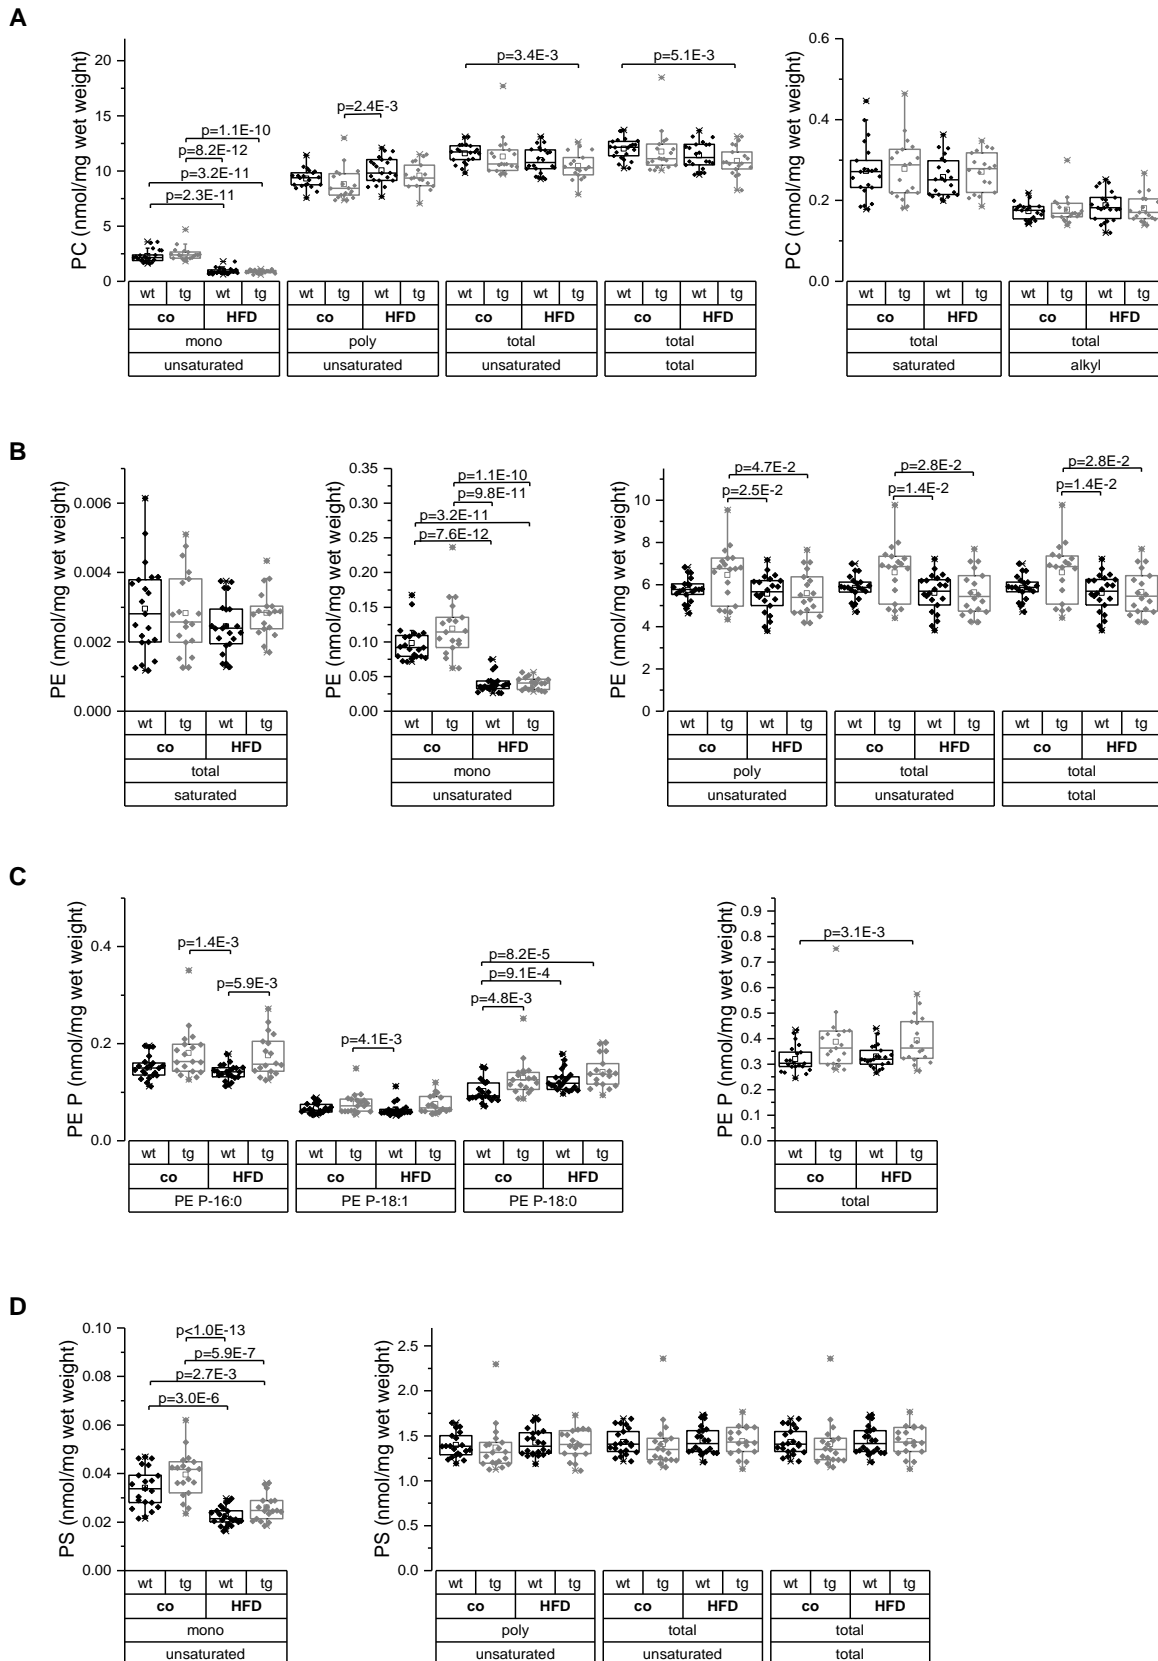 A
PC (nmol/mg wet weight)
20
15
10
5
0
p=1.1E-10
p=8.2E-12
p=3.2E-11
p=2.3E-11
p=2.4E-3
p=3.4E-3
p=5.1E-3
wt tg wt tg wt tg wt tg wt tg wt tg wt tg wt tg
co HFD co HFD co HFD co HFD
mono poly total total
unsaturated unsaturated unsaturated total
PC (nmol/mg wet weight)
0.6
0.4
0.2
0.0
wt tg wt tg wt tg wt tg
co HFD co HFD
total total
saturated alkyl
B
PE (nmol/mg wet weight)
0.006
0.004
0.002
0.000
wt tg wt tg
co HFD
total
saturated
PE (nmol/mg wet weight)
0.35
0.30
0.25
0.20
0.15
0.10
0.05
0.00
p=1.1E-10
p=9.8E-11
p=3.2E-11
p=7.6E-12
wt tg wt tg
co HFD
mono
unsaturated
PE (nmol/mg wet weight)
10
8
6
4
2
0
p=4.7E-2
p=2.5E-2
p=2.8E-2
p=1.4E-2
p=2.8E-2
p=1.4E-2
wt tg wt tg wt tg wt tg wt tg wt tg
co HFD co HFD co HFD
poly total total
unsaturated unsaturated total
C
PE P (nmol/mg wet weight)
0.4
0.2
0.0
p=1.4E-3
p=5.9E-3
p=4.1E-3
p=8.2E-5
p=9.1E-4
p=4.8E-3
wt tg wt tg wt tg wt tg wt tg wt tg
co HFD co HFD co HFD
PE P-16:0 PE P-18:1 PE P-18:0
PE P (nmol/mg wet weight)
0.9
0.8
0.7
0.6
0.5
0.4
0.3
0.2
0.1
0.0
p=3.1E-3
wt tg wt tg
co HFD
total
D
PS (nmol/mg wet weight)
0.10
0.08
0.06
0.04
0.02
0.00
p<1.0E-13
p=5.9E-7
p=2.7E-3
p=3.0E-6
wt tg wt tg
co HFD
mono
unsaturated
PS (nmol/mg wet weight)
2.5
2.0
1.5
1.0
0.5
0.0
wt tg wt tg wt tg wt tg wt tg wt tg
co HFD co HFD co HFD
poly total total
unsaturated unsaturated total